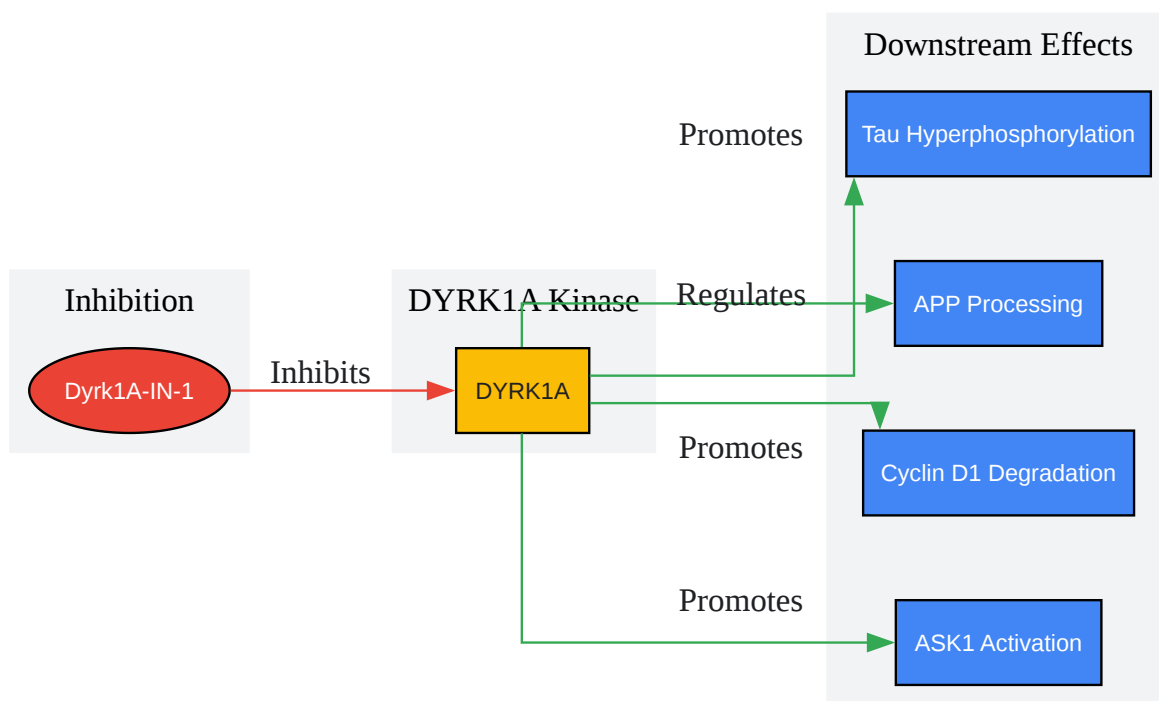 Downstream Effects
Promotes
Tau Hyperphosphorylation
Inhibition
DYRK1A Kinase
Regulates
APP Processing
Dyrk1A-IN-1
Inhibits
DYRK1A
Promotes
Cyclin D1 Degradation
Promotes
ASK1 Activation